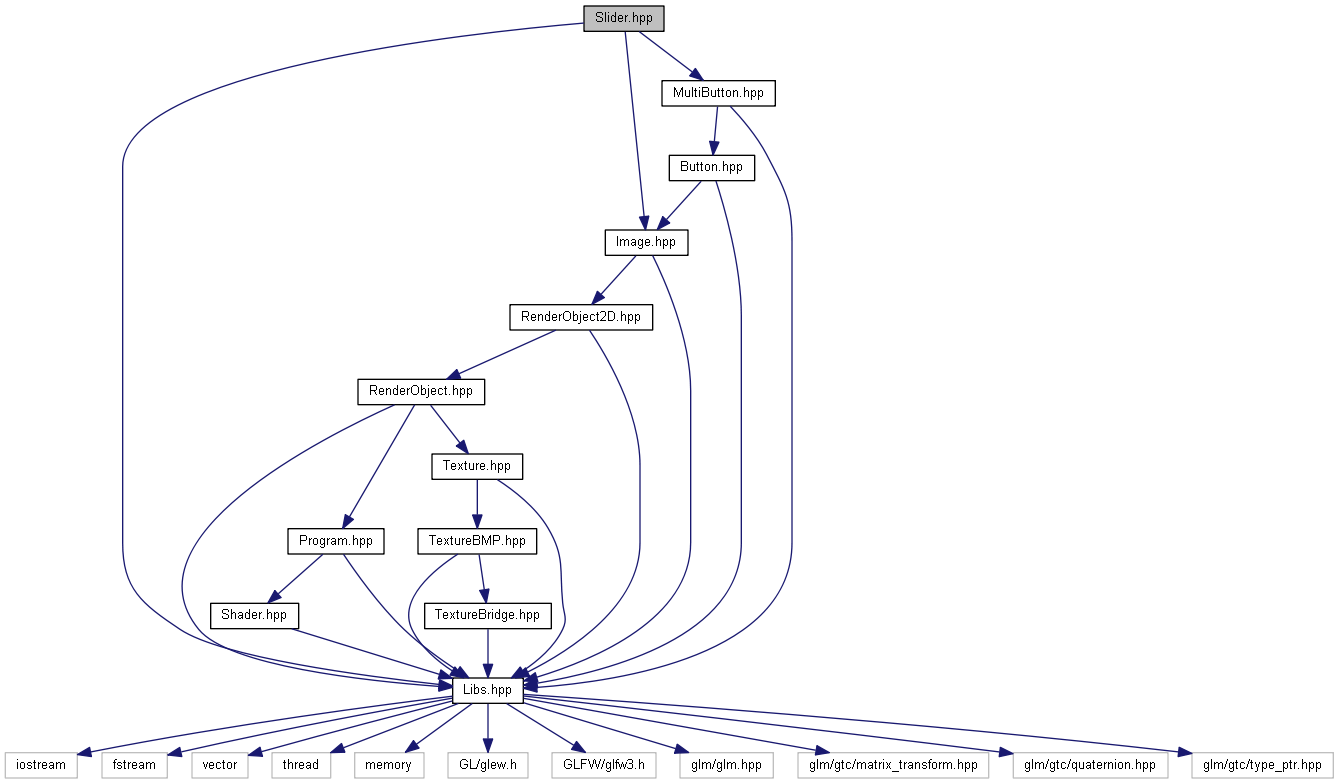 Slider.hpp
MultiButton.hpp
Button.hpp
Image.hpp
RenderObject2D.hpp
RenderObject.hpp
Texture.hpp
Program.hpp
TextureBMP.hpp
Shader.hpp
TextureBridge.hpp
Libs.hpp
iostream
fstream
vector
thread
memory
GL/glew.h
GLFW/glfw3.h
glm/glm.hpp
glm/gtc/matrix_transform.hpp
glm/gtc/quaternion.hpp
glm/gtc/type_ptr.hpp